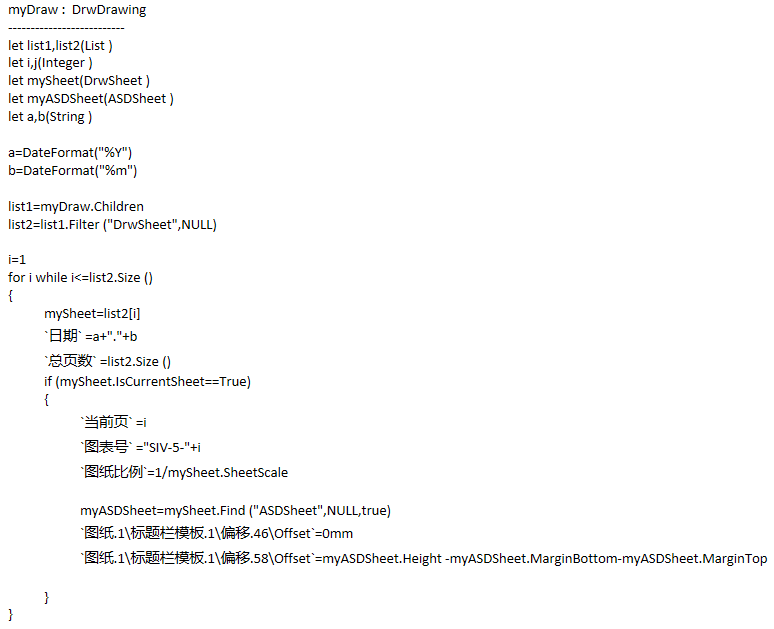 myDraw : DrwDrawing
--------------------------
let list1,list2(List )
let i,j(Integer )
let mySheet(DrwSheet )
let myASDSheet(ASDSheet )
let a,b(String )
a=DateFormat("%Y")
b=DateFormat("%m")
list1=myDraw.Children
list2=list1.Filter ("DrwSheet",NULL)
i=1
for i while i<=list2.Size ()
{
mySheet=list2[i]
`日期` =a+"."+b
`总页数` =list2.Size ()
if (mySheet.IsCurrentSheet==True)
{
`当前页` =i
`图表号` ="SIV-5-"+i
`图纸比例`=1/mySheet.SheetScale
myASDSheet=mySheet.Find ("ASDSheet",NULL,true)
`图纸.1\标题栏模板.1\偏移.46\Offset`=0mm
`图纸.1\标题栏模板.1\偏移.58\Offset`=myASDSheet.Height -myASDSheet.MarginBottom-myASDSheet.MarginTop
}
}